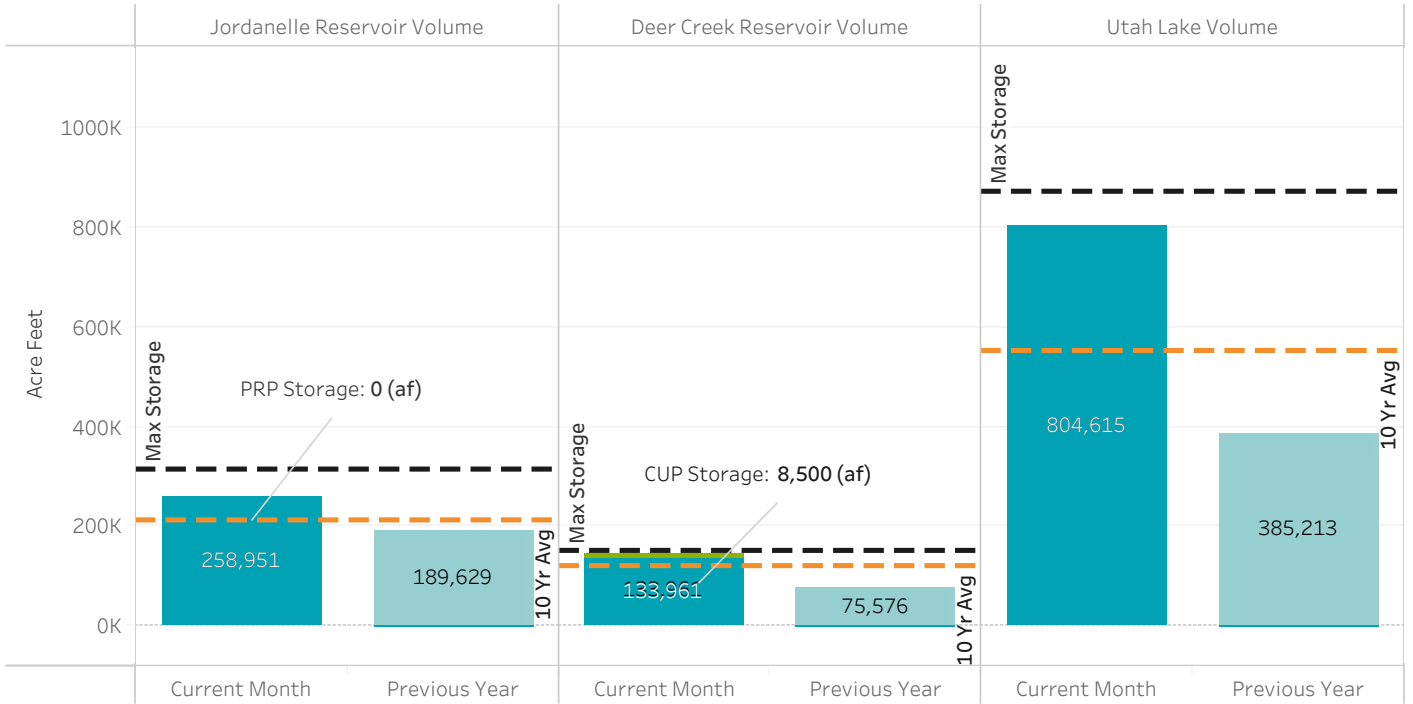 Jordanelle Reservoir Volume
Deer Creek Reservoir Volume
Utah Lake Volume
Acre Feet
1000K
800K
600K
400K
200K
0K
Max Storage
PRP Storage: 0 (af)
258,951
189,629
10 Yr Avg
Max Storage
CUP Storage: 8,500 (af)
133,961
75,576
10 Yr Avg
Max Storage
804,615
385,213
10 Yr Avg
Current Month
Previous Year
Current Month
Previous Year
Current Month
Previous Year